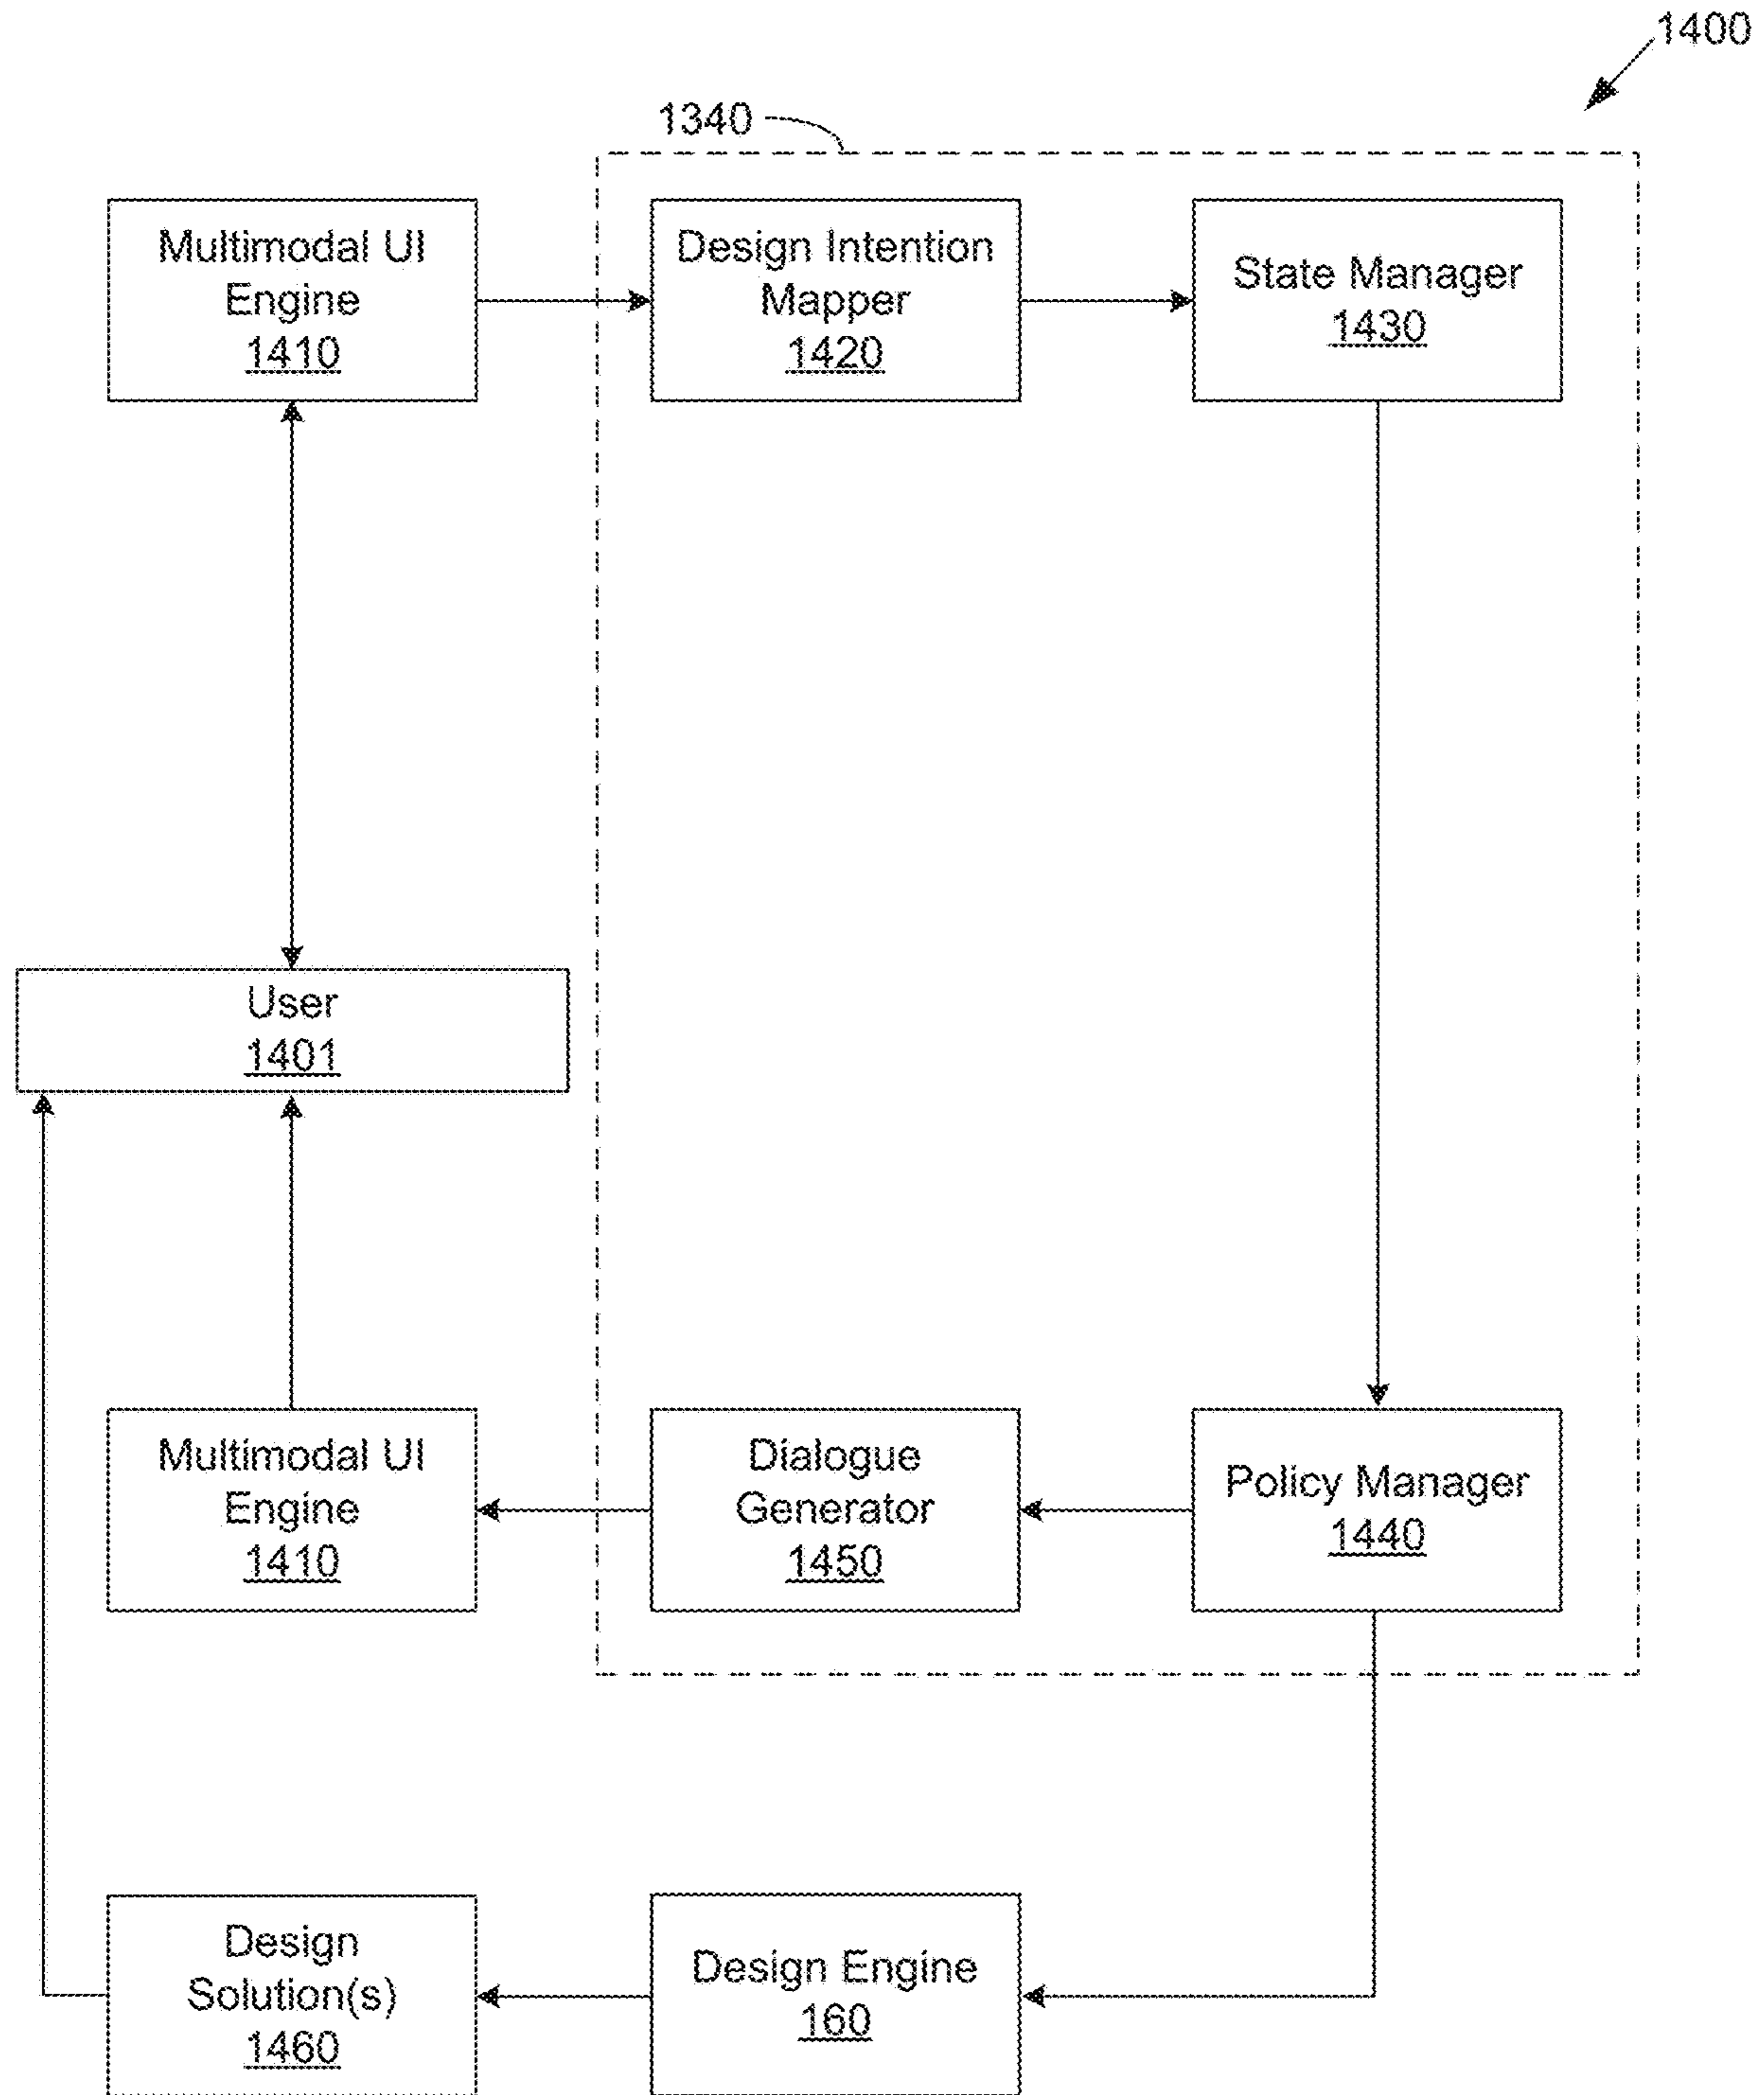 1400
1340
Multimodal UI
Engine
1410
Design Intention
Mapper
1420
State Manager
1430
User
1401
Multimodal UI
Engine
1410
Dialogue
Generator
1450
Policy Manager
1440
Design
Solution(s)
1460
Design Engine
160